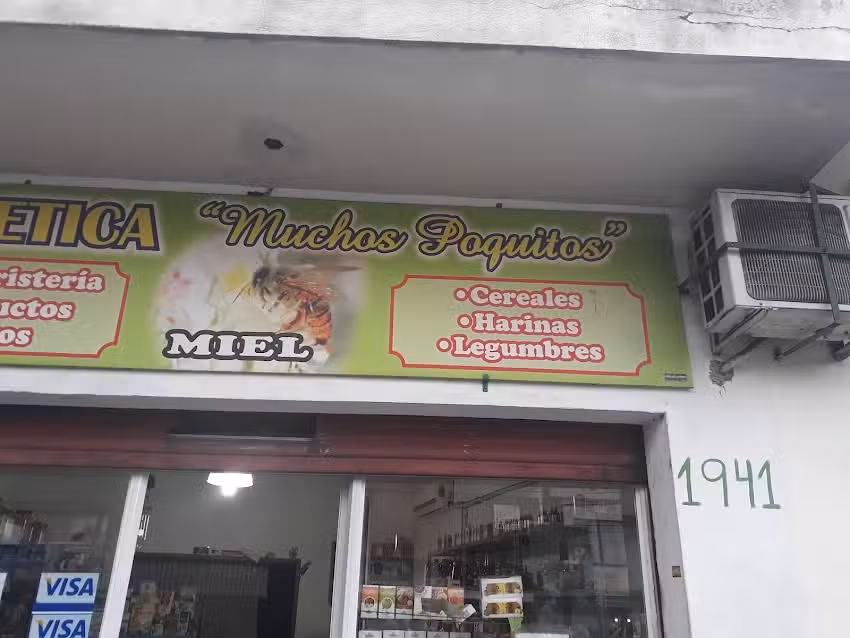 ETICA "Muchos Poquitos"
ristería
uctos
os
MIEL
•Cereales
•Harinas
•Legumbres
1941
VISA
VISA